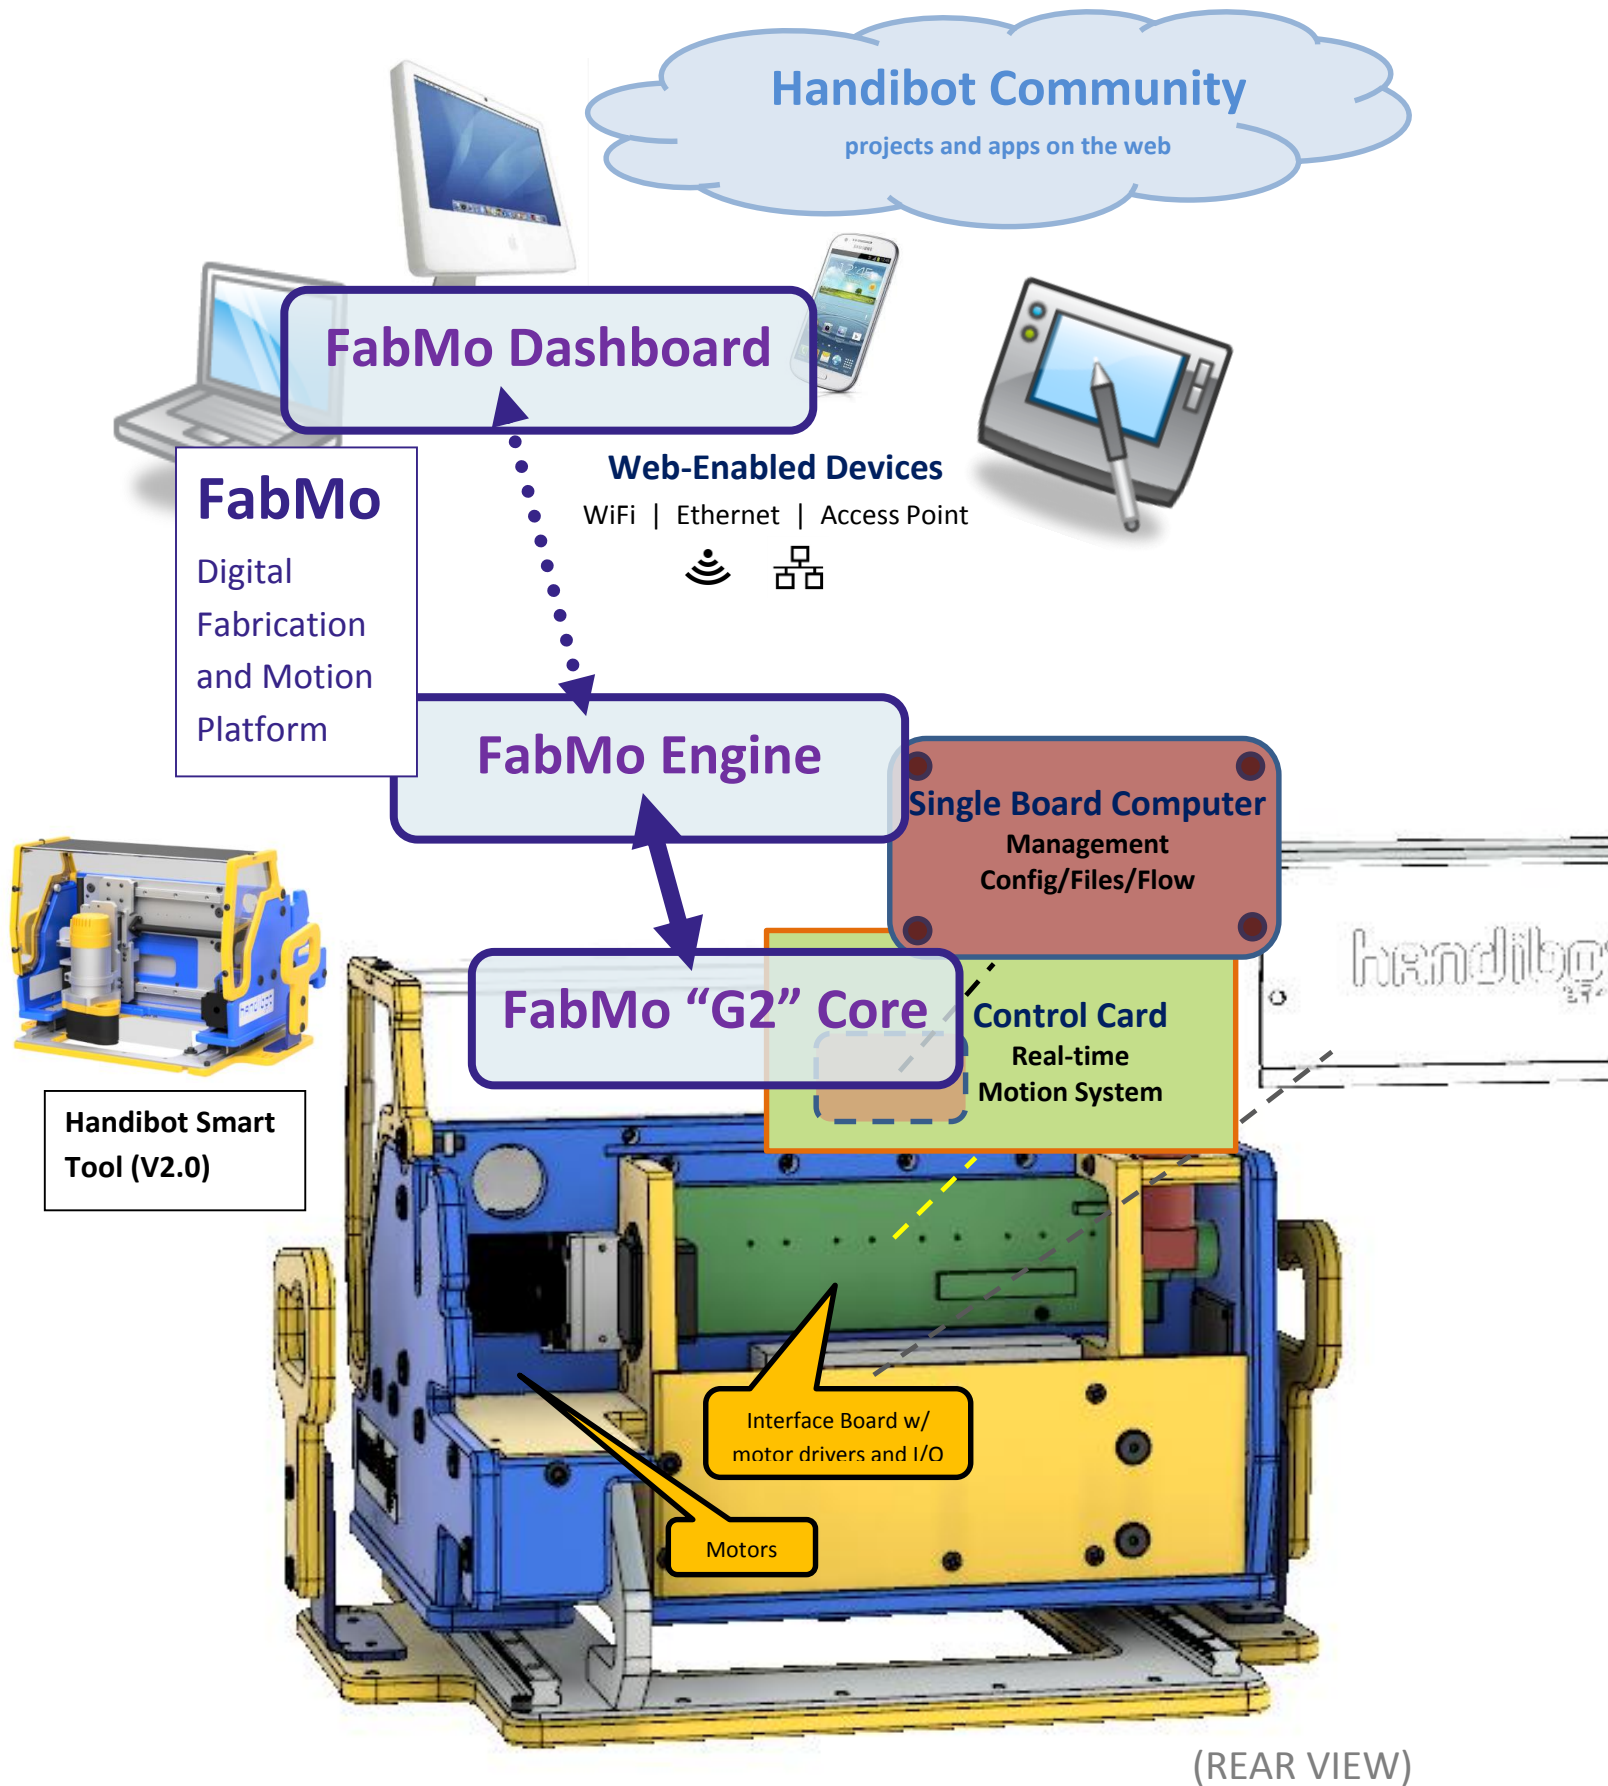 Handibot Community
projects and apps on the web
FabMo Dashboard
Web-Enabled Devices
WiFi | Ethernet | Access Point
FabMo
Digital
Fabrication
and Motion
Platform
FabMo Engine
Single Board Computer
Management
Config/Files/Flow
handibot
FabMo “G2” Core
Control Card
Real-time
Motion System
Handibot Smart
Tool (V2.0)
Interface Board w/
motor drivers and I/O
Motors
(REAR VIEW)